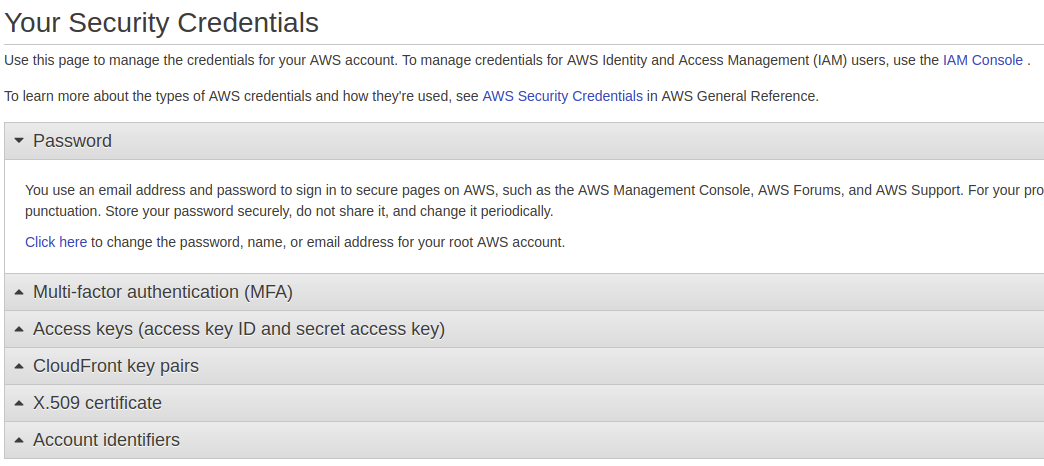 Your Security Credentials
Use this page to manage the credentials for your AWS account. To manage credentials for AWS Identity and Access Management (IAM) users, use the IAM Console .
To learn more about the types of AWS credentials and how they're used, see AWS Security Credentials in AWS General Reference.
Password
You use an email address and password to sign in to secure pages on AWS, such as the AWS Management Console, AWS Forums, and AWS Support. For your pro
punctuation. Store your password securely, do not share it, and change it periodically.
Click here to change the password, name, or email address for your root AWS account.
Multi-factor authentication (MFA)
Access keys (access key ID and secret access key)
CloudFront key pairs
X.509 certificate
Account identifiers